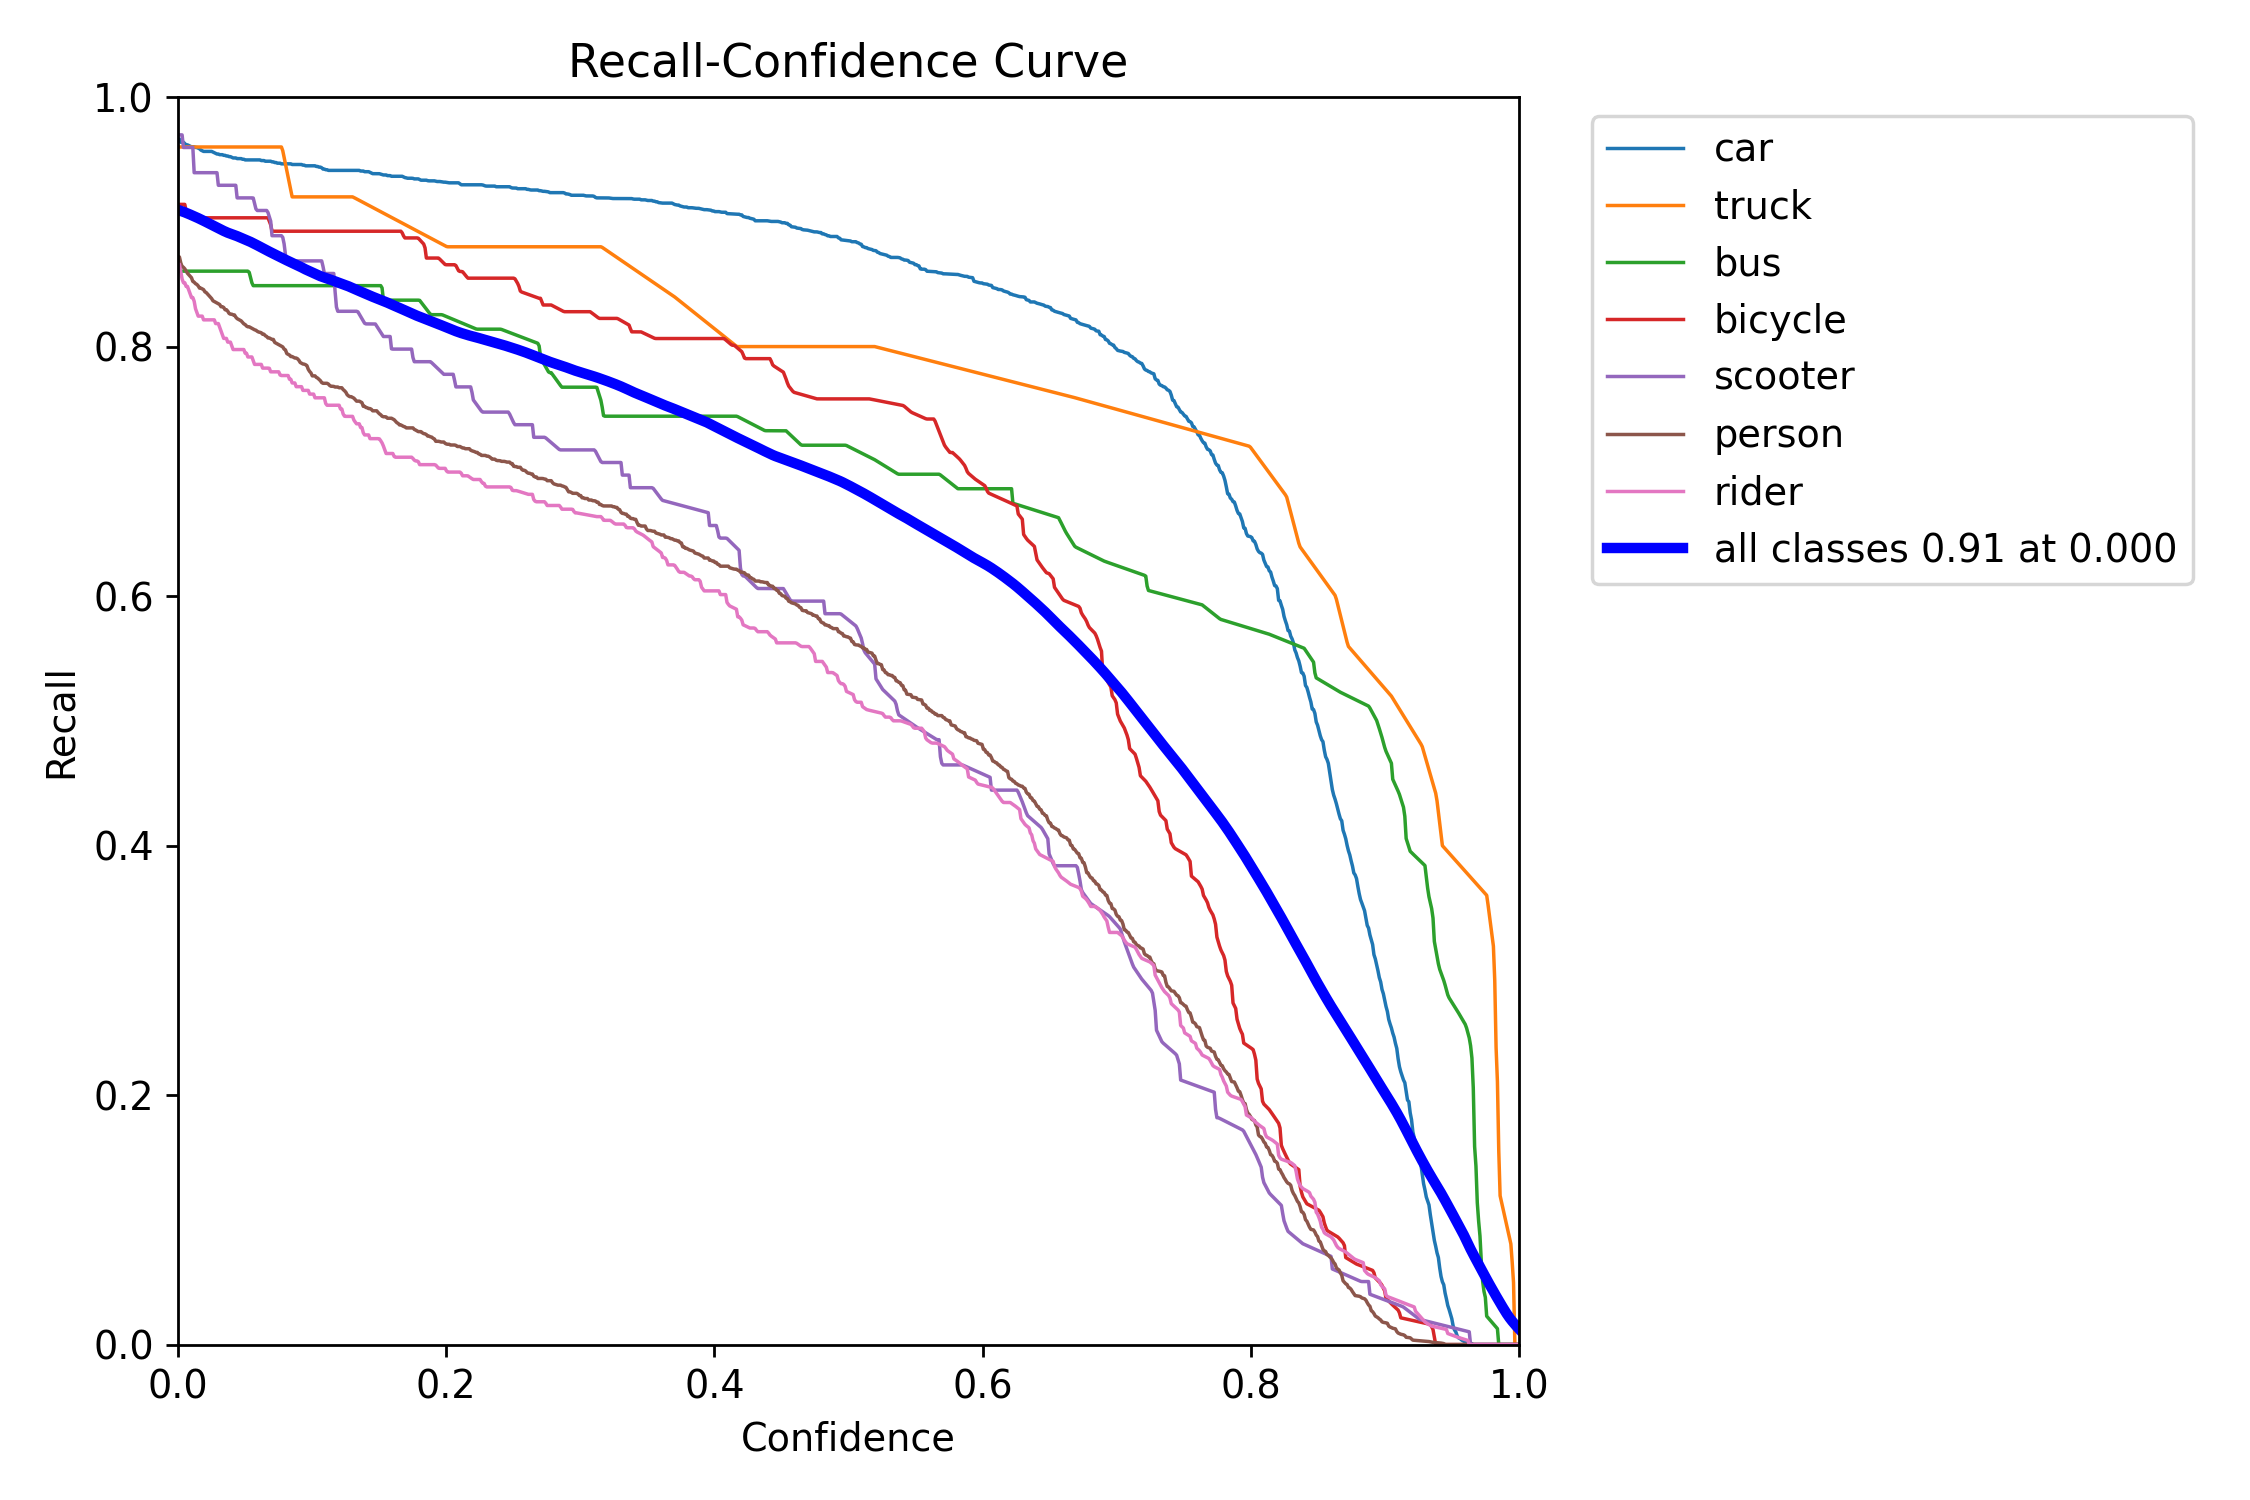 Recall-Confidence Curve
1.0
0.8
0.6
0.4
0.2
0.0
Recall
0.0 0.2 0.4 0.6 0.8 1.0
Confidence
car
truck
bus
bicycle
scooter
person
rider
all classes 0.91 at 0.000